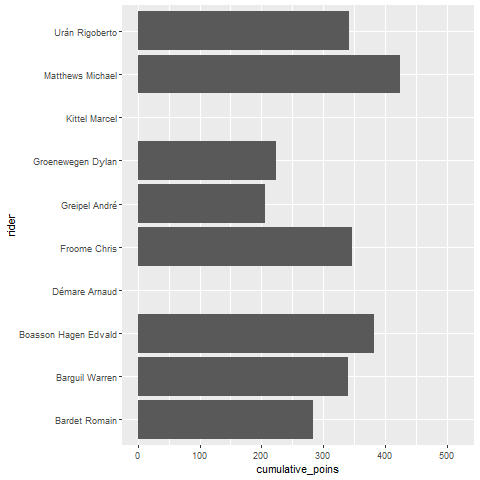 Urán Rigoberto
Matthews Michael
Kittel Marcel
Groenewegen Dylan
Greipel André
Froome Chris
Démare Arnaud
Boasson Hagen Edvald
Barguil Warren
Bardet Romain
rider
0 100 200 300 400 500
cumulative_poins